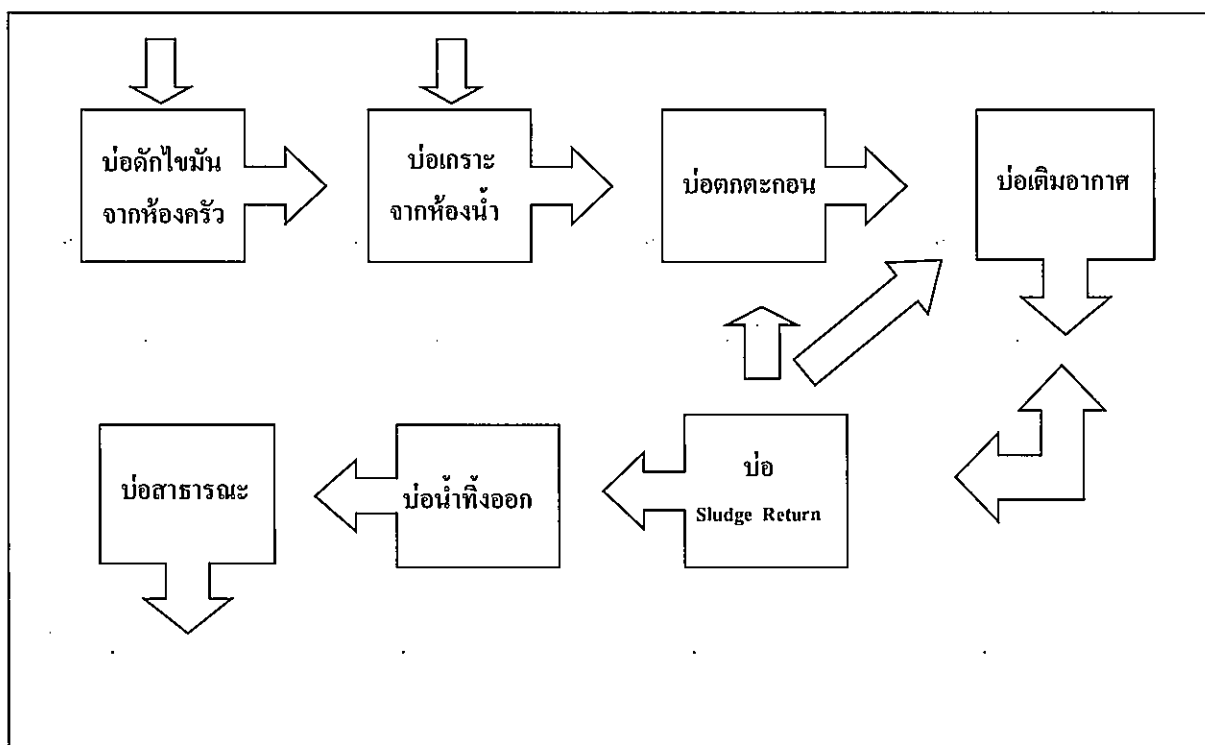 บ่อดักไขมัน
จากห้องครัว
บ่อเกราะ
จากห้องน้ำ
บ่อตกตะกอน
บ่อเติมอากาศ
บ่อสาธารณะ
บ่อน้ำทิ้งออก
บ่อ
Sludge Return